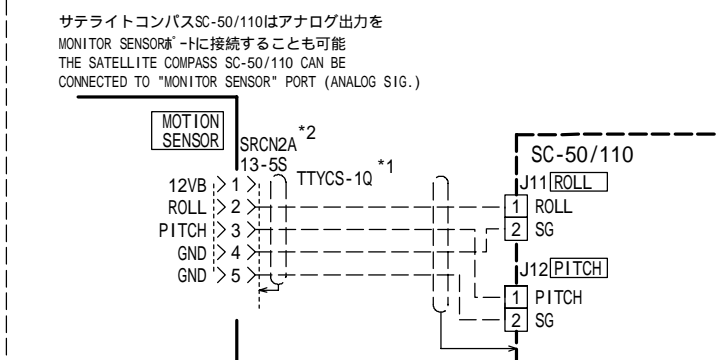 サテライトコンパスSC-50/110はアナログ出力を
MONITOR SENSORﾎﾟｰﾄに接続することも可能
THE SATELLITE COMPASS SC-50/110 CAN BE
CONNECTED TO "MONITOR SENSOR" PORT (ANALOG SIG.)
MOTION
SENSOR
SRCN2A *2
13-5S
TTYCS-1Q *1
SC-50/110
J11 ROLL
12VB 1
ROLL 2
PITCH 3
GND 4
GND 5
1 ROLL
2 SG
J12 PITCH
1 PITCH
2 SG